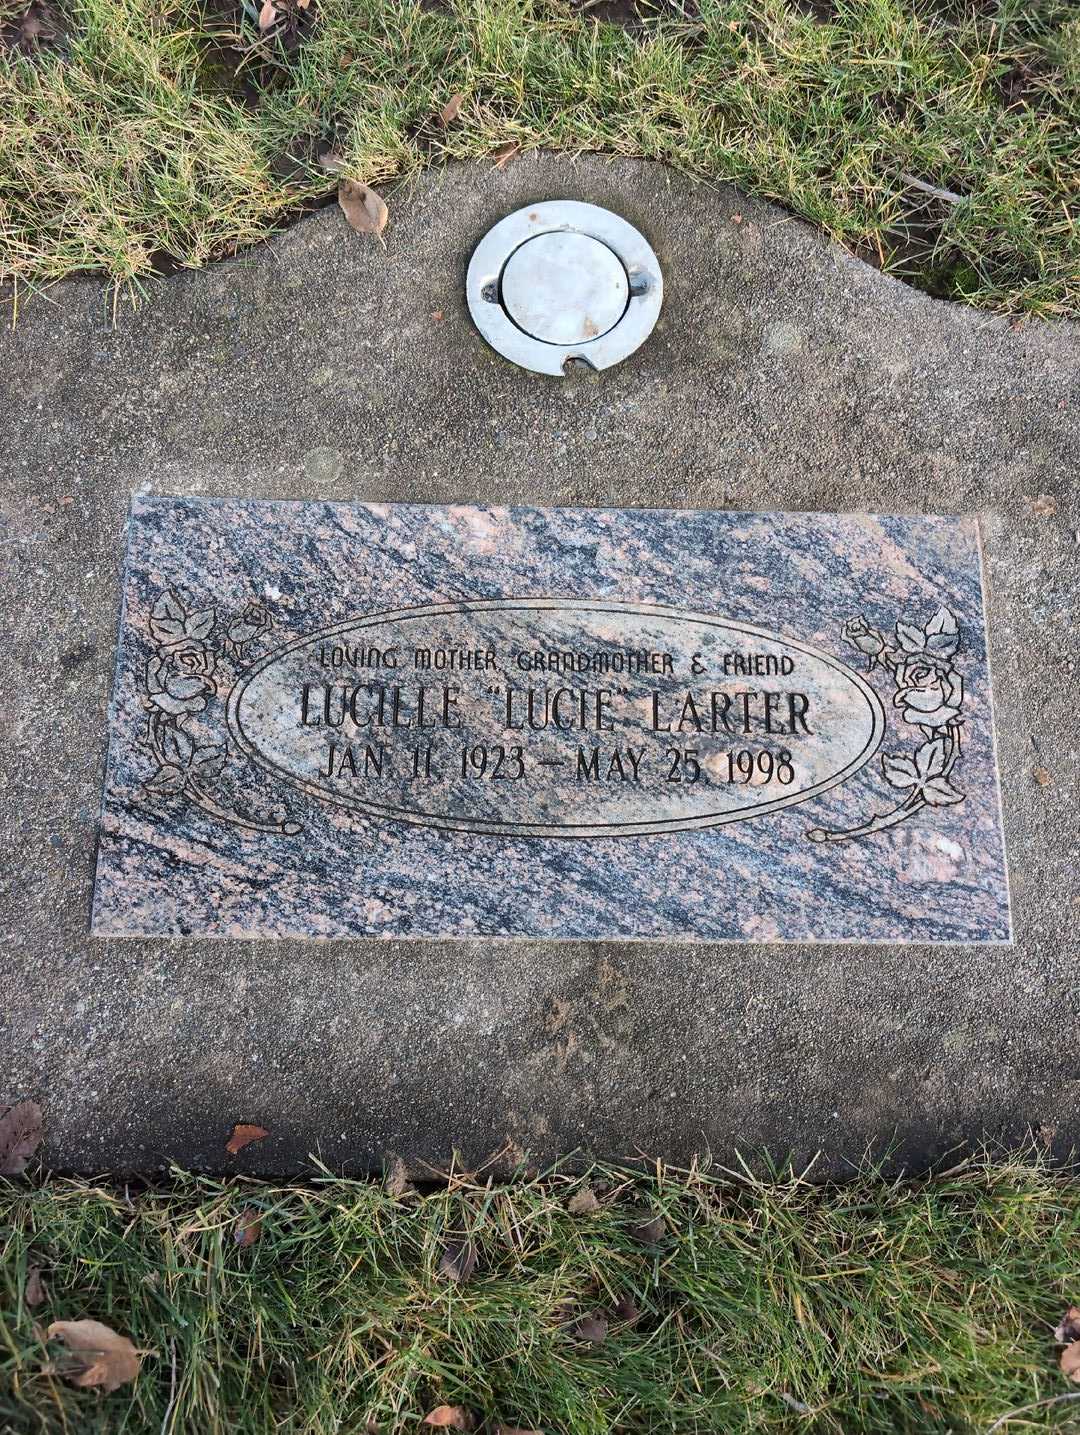 LOVING MOTHER, GRANDMOTHER & FRIEND
LUCILLE "LUCIE" LARTER
JAN. 11, 1923 – MAY 25, 1998